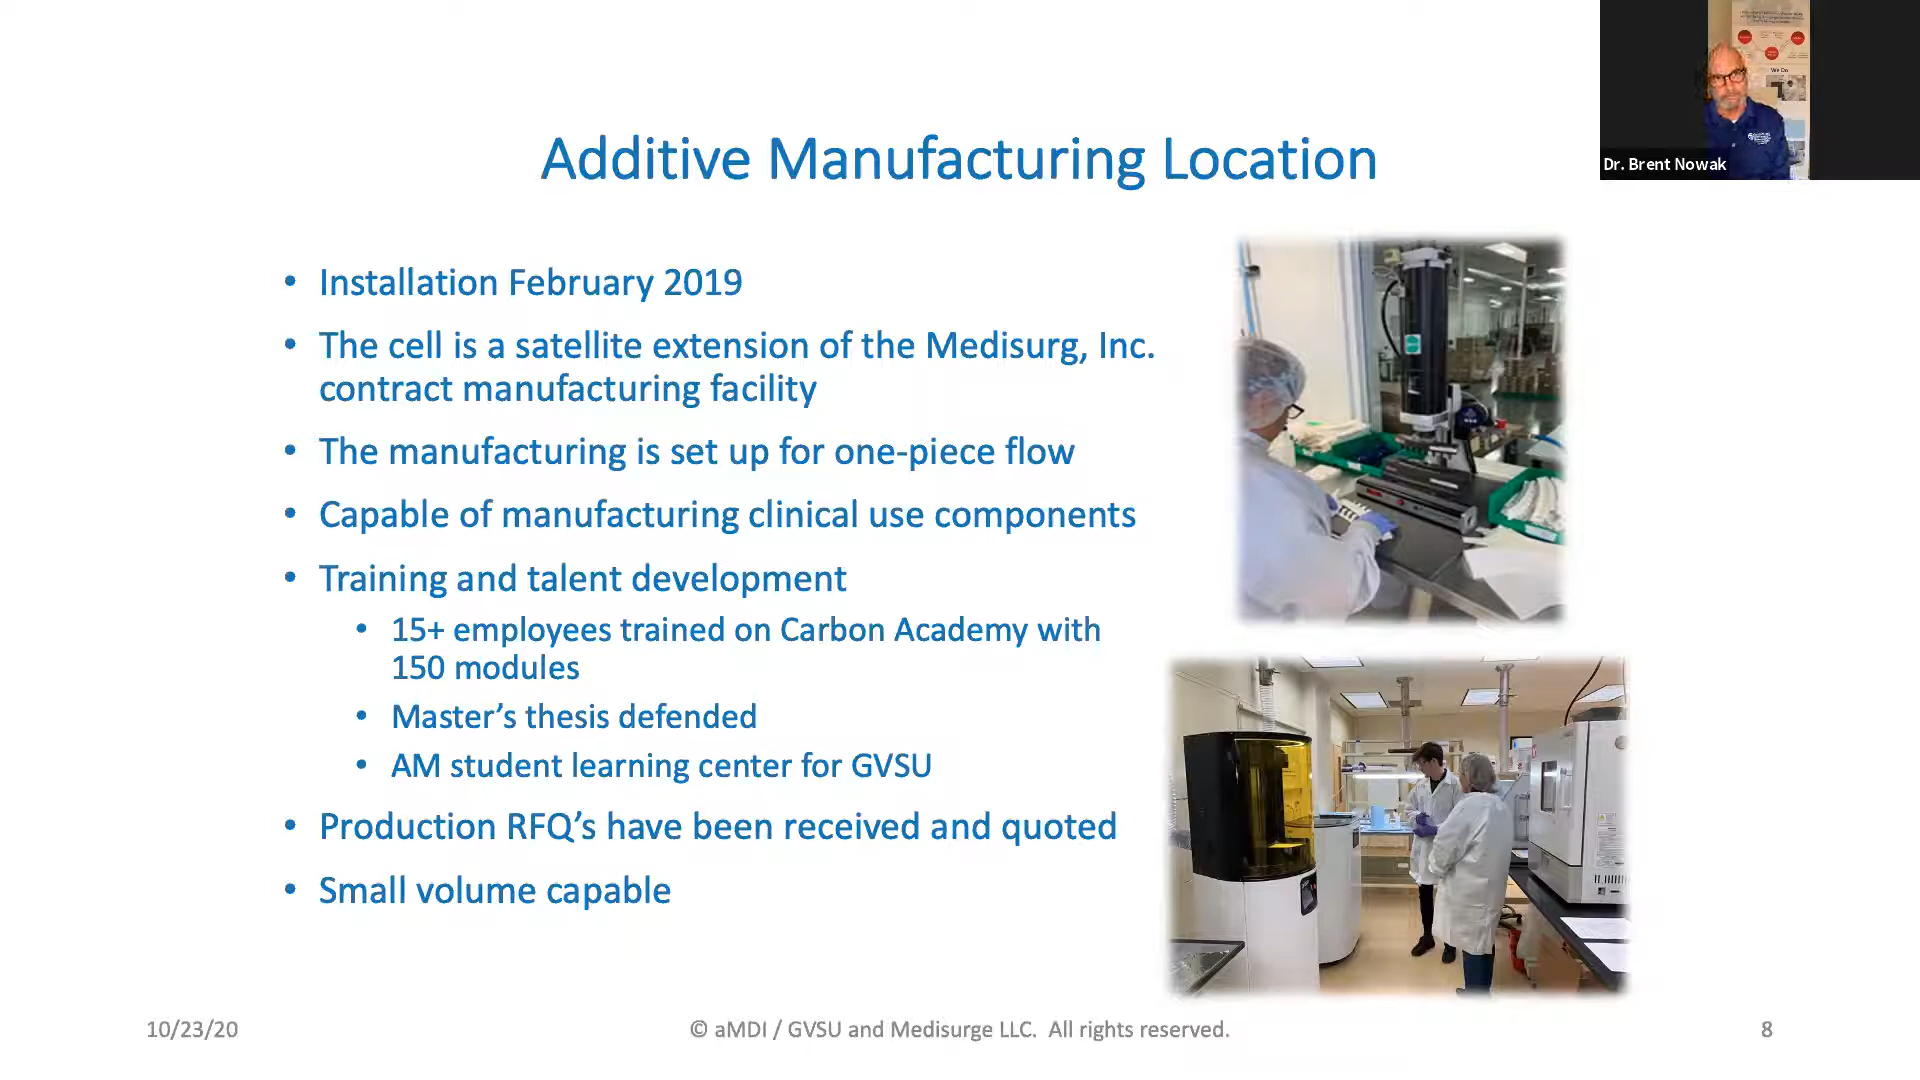 We Do
Dr. Brent Nowak
Additive Manufacturing Location
• Installation February 2019
• The cell is a satellite extension of the Medisurg, Inc.
contract manufacturing facility
• The manufacturing is set up for one-piece flow
• Capable of manufacturing clinical use components
• Training and talent development
• 15+ employees trained on Carbon Academy with
150 modules
• Master’s thesis defended
• AM student learning center for GVSU
• Production RFQ’s have been received and quoted
• Small volume capable
10/23/20
© aMDI / GVSU and Medisurge LLC. All rights reserved.
8